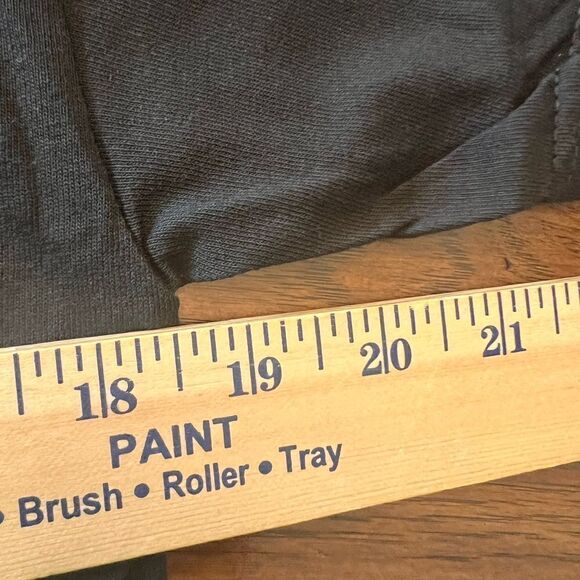 18 19 20 21
PAINT
• Brush • Roller • Tray